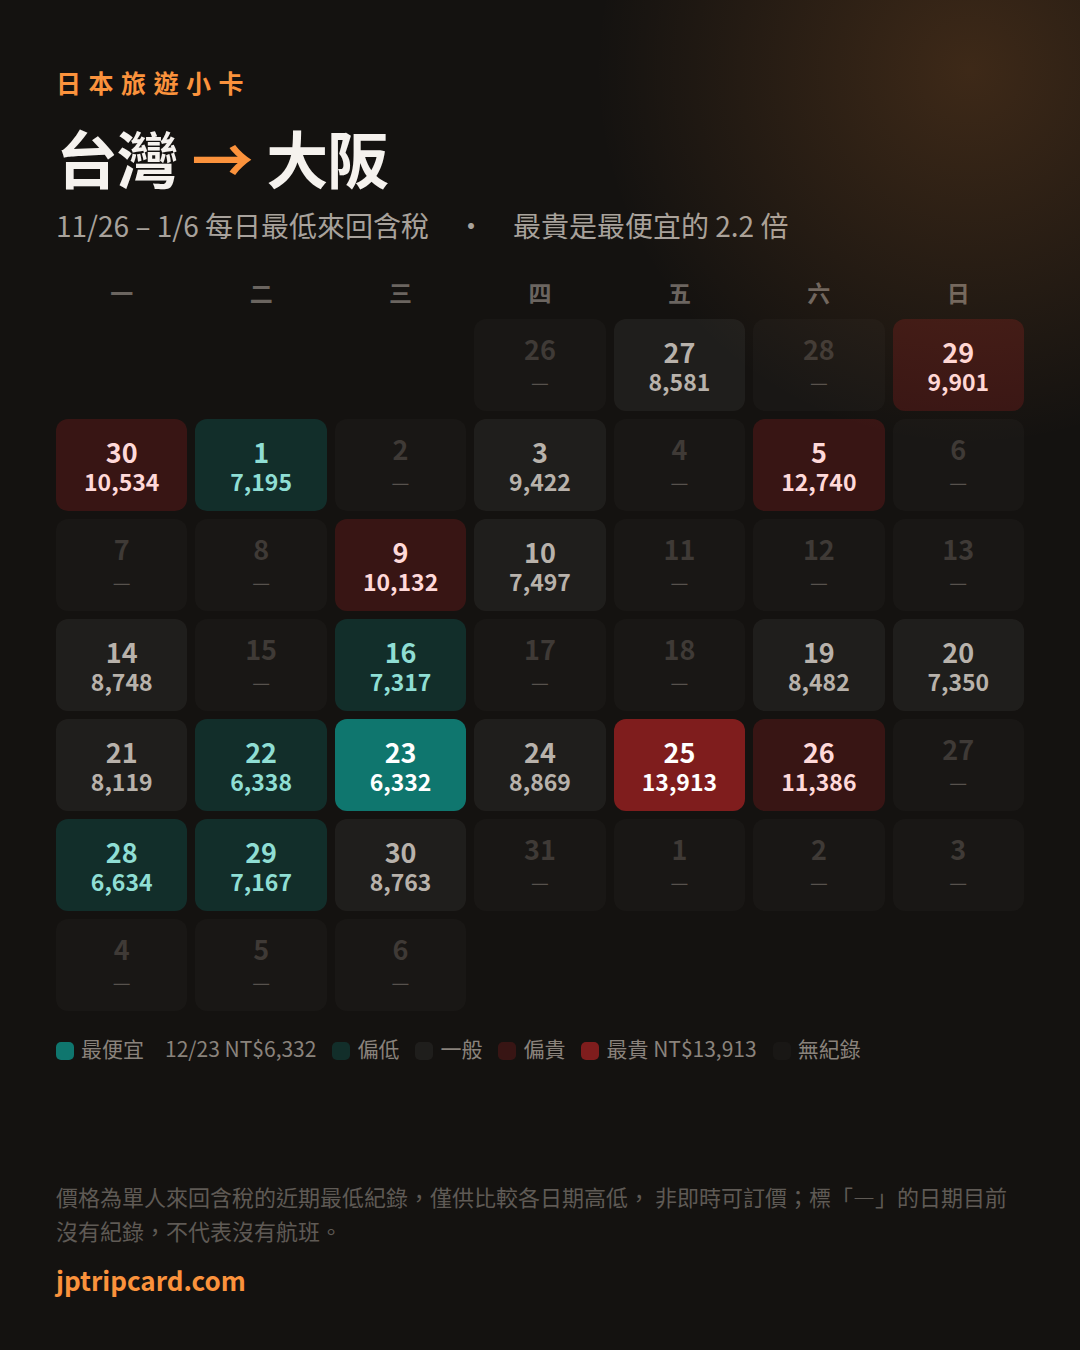 日本旅遊小卡
台灣 → 大阪
11/26 – 1/6 每日最低來回含稅 ・ 最貴是最便宜的 2.2 倍
一 二 三 四 五 六 日
26 27 28 29
— 8,581 — 9,901
30 1 2 3 4 5 6
10,534 7,195 — 9,422 — 12,740 —
7 8 9 10 11 12 13
— — 10,132 7,497 — — —
14 15 16 17 18 19 20
8,748 — 7,317 — — 8,482 7,350
21 22 23 24 25 26 27
8,119 6,338 6,332 8,869 13,913 11,386 —
28 29 30 31 1 2 3
6,634 7,167 8,763 — — — —
4 5 6
— — —
最便宜 12/23 NT$6,332 偏低 一般 偏貴 最貴 NT$13,913 無紀錄
價格為單人來回含稅的近期最低紀錄，僅供比較各日期高低， 非即時可訂價；標「—」的日期目前
沒有紀錄，不代表沒有航班。
jptripcard.com